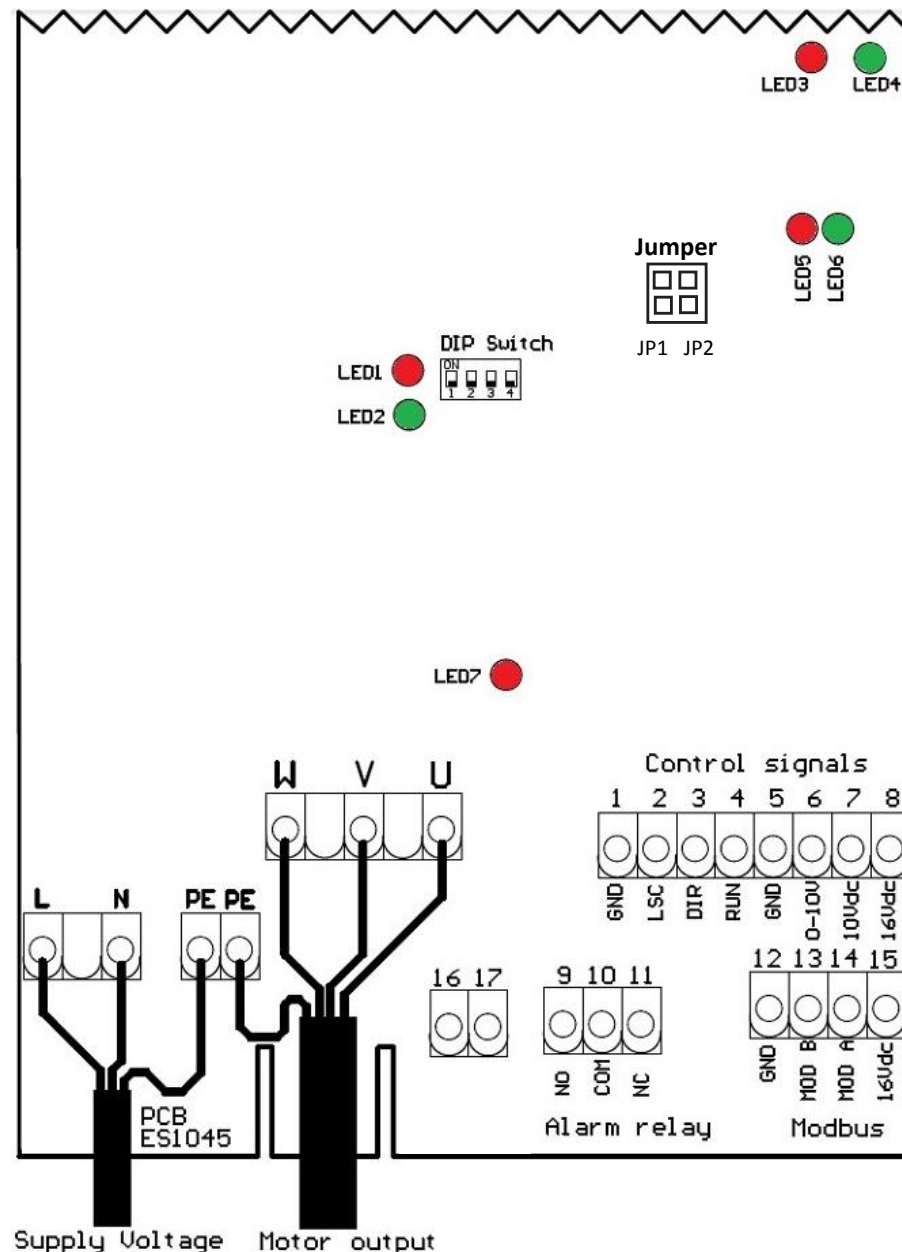 LED3 LED4
Jumper
LED5 LED6
JP1 JP2
DIP Switch
LED1
ON
1 2 3 4
LED2
LED7
W V U
Control signals
1 2 3 4 5 6 7 8
GND LSC DIR RUN GND 0-10V 10Vdc 16Vdc
L N PE PE
16 17 9 10 11 12 13 14 15
NO COM NC GND MOD B MOD A 16Vdc
PCB
ES1045
Alarm relay Modbus
Supply Voltage Motor output